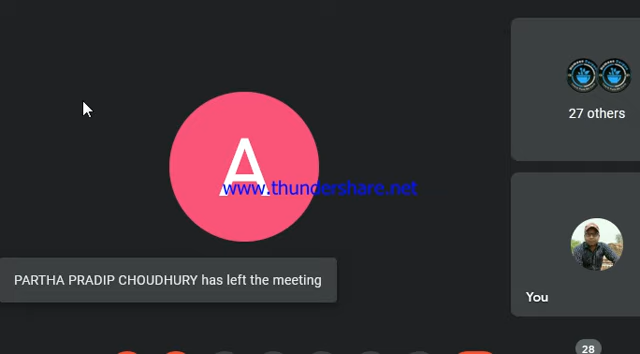 27 others
A
www.thundershare.net
PARTHA PRADIP CHOUDHURY has left the meeting
You
28